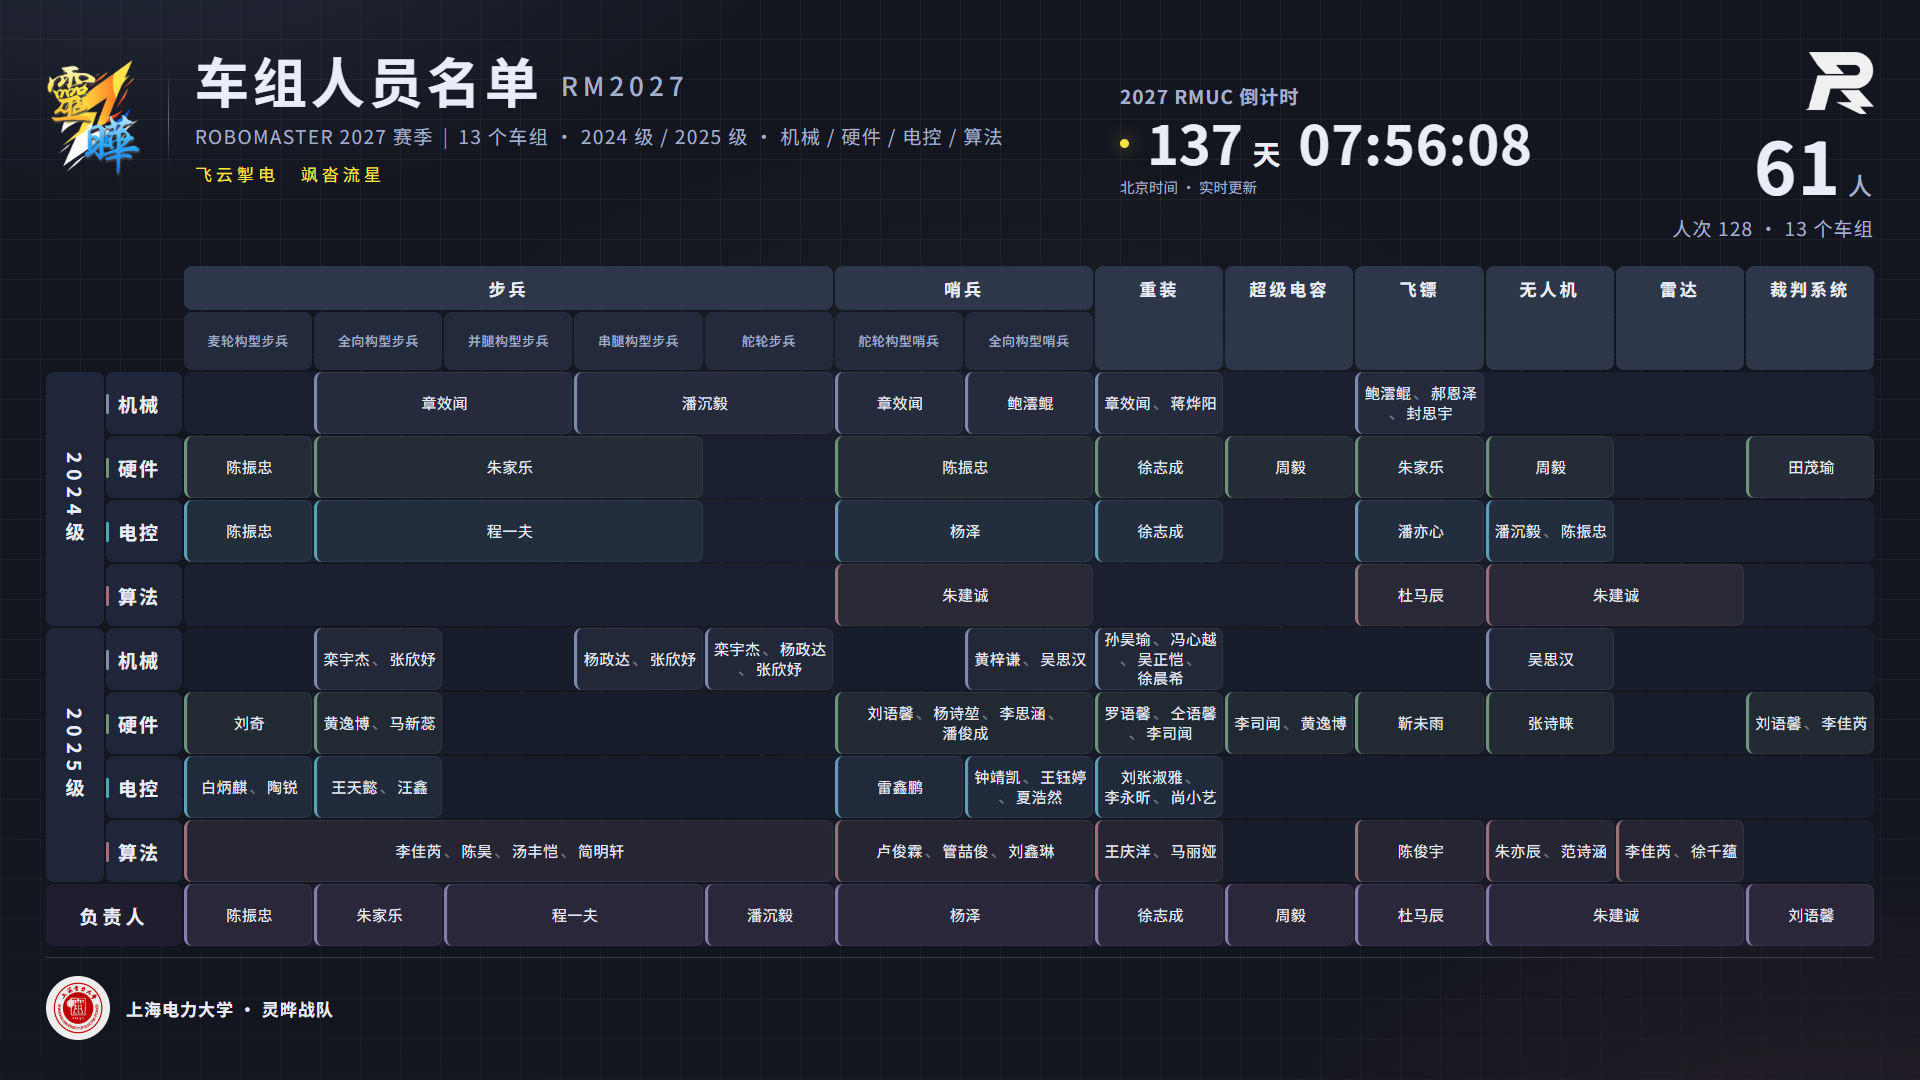 靈晔
车组人员名单 RM2027
ROBOMASTER 2027 赛季 | 13 个车组 · 2024 级 / 2025 级 · 机械 / 硬件 / 电控 / 算法
飞云掣电 飒沓流星
2027 RMUC 倒计时
137 天 07:56:08
北京时间 · 实时更新
61 人
人次 128 · 13 个车组
步兵 哨兵 重装 超级电容 飞镖 无人机 雷达 裁判系统
麦轮构型步兵 全向构型步兵 并腿构型步兵 串腿构型步兵 舵轮步兵 舵轮构型哨兵 全向构型哨兵
2024级
机械 章效闻 潘沉毅 章效闻 鲍澐鲲 章效闻、蒋烨阳 鲍澐鲲、郝恩泽、封思宇
硬件 陈振忠 朱家乐 陈振忠 徐志成 周毅 朱家乐 周毅 田茂瑜
电控 陈振忠 程一夫 杨泽 徐志成 潘亦心 潘沉毅、陈振忠
算法 朱建诚 杜马辰 朱建诚
2025级
机械 栾宇杰、张欣妤 杨政达、张欣妤 栾宇杰、杨政达、张欣妤 黄梓谦、吴思汉 孙昊瑜、冯心越、吴正恺、徐晨希 吴思汉
硬件 刘奇 黄逸博、马新蕊 刘语馨、杨诗堃、李思涵、潘俊成 罗语馨、仝语馨、李司闻 李司闻、黄逸博 靳未雨 张诗睐 刘语馨、李佳芮
电控 白炳麒、陶锐 王天懿、汪鑫 雷鑫鹏 钟靖凯、王钰婷、夏浩然 刘张淑雅、李永昕、尚小艺
算法 李佳芮、陈昊、汤丰恺、简明轩 卢俊霖、管喆俊、刘鑫琳 王庆洋、马丽娅 陈俊宇 朱亦辰、范诗涵 李佳芮、徐千蕴
负责人 陈振忠 朱家乐 程一夫 潘沉毅 杨泽 徐志成 周毅 杜马辰 朱建诚 刘语馨
上海电力大学 · 灵晔战队